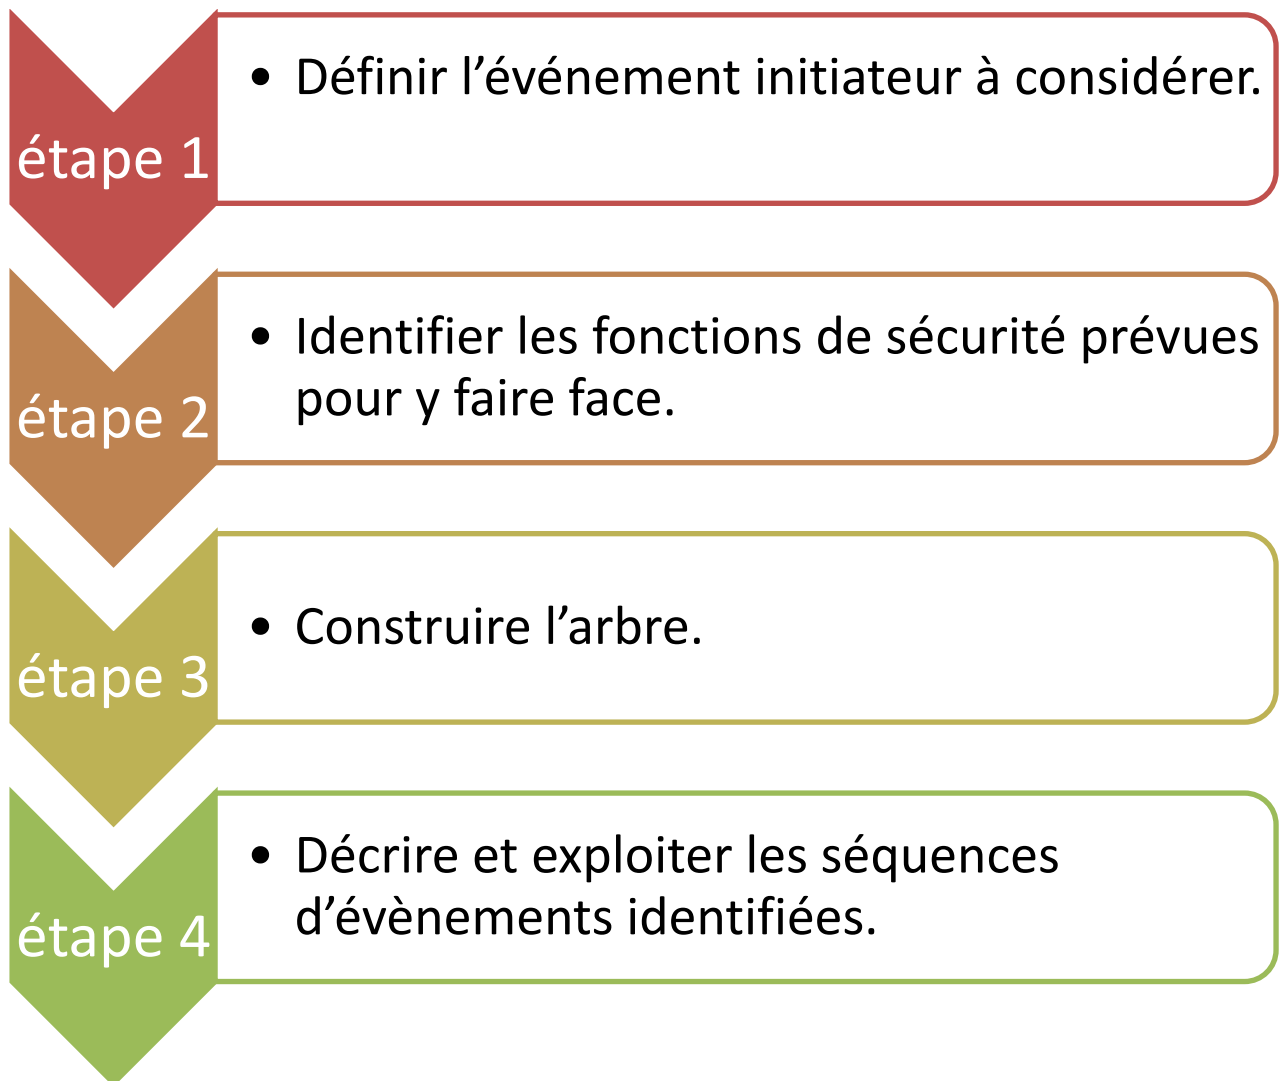 étape 1
• Définir l’événement initiateur à considérer.
étape 2
• Identifier les fonctions de sécurité prévues
pour y faire face.
étape 3
• Construire l’arbre.
étape 4
• Décrire et exploiter les séquences
d’évènements identifiées.